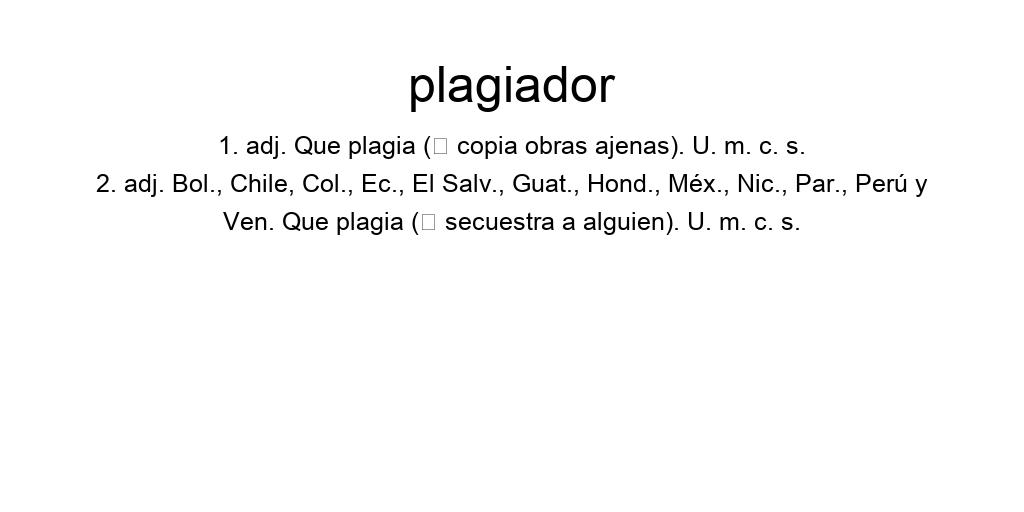 plagiador
1. adj. Que plagia (□ copia obras ajenas). U. m. c. s.
2. adj. Bol., Chile, Col., Ec., El Salv., Guat., Hond., Méx., Nic., Par., Perú y
Ven. Que plagia (□ secuestra a alguien). U. m. c. s.